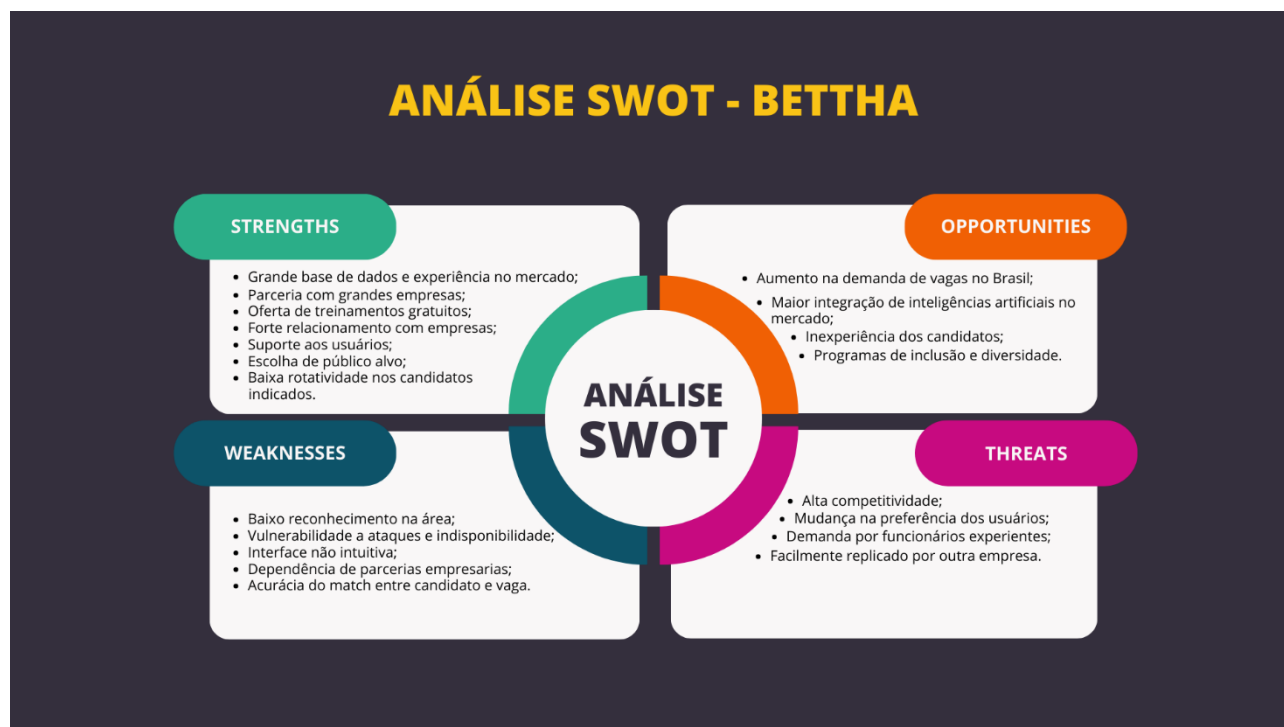 ANÁLISE SWOT - BETTHA
STRENGTHS
• Grande base de dados e experiência no mercado;
• Parceria com grandes empresas;
• Oferta de treinamentos gratuitos;
• Forte relacionamento com empresas;
• Suporte aos usuários;
• Escolha de público alvo;
• Baixa rotatividade nos candidatos
indicados.
OPPORTUNITIES
• Aumento na demanda de vagas no Brasil;
• Maior integração de inteligências artificiais no
mercado;
• Inexperiência dos candidatos;
• Programas de inclusão e diversidade.
ANÁLISE
SWOT
WEAKNESSES
• Baixo reconhecimento na área;
• Vulnerabilidade a ataques e indisponibilidade;
• Interface não intuitiva;
• Dependência de parcerias empresarias;
• Acurácia do match entre candidato e vaga.
THREATS
• Alta competitividade;
• Mudança na preferência dos usuários;
• Demanda por funcionários experientes;
• Facilmente replicado por outra empresa.